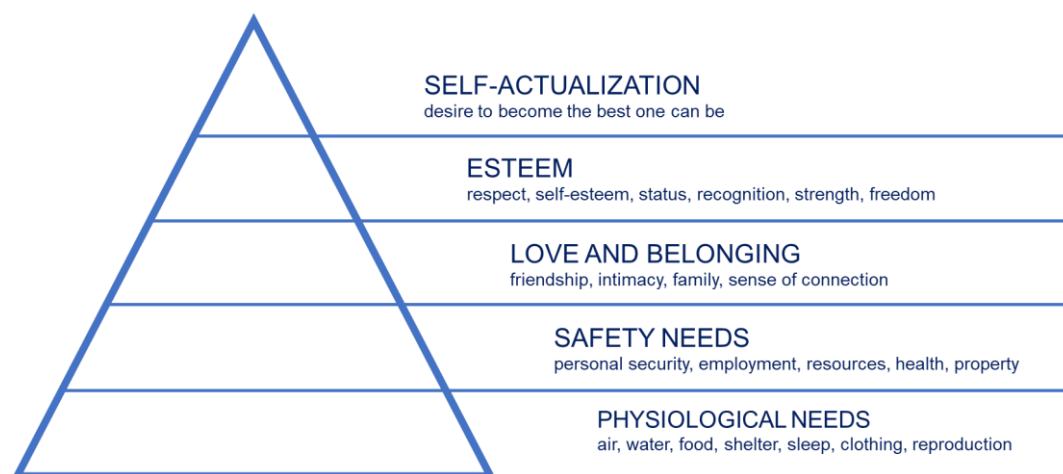 SELF-ACTUALIZATION
desire to become the best one can be
ESTEEM
respect, self-esteem, status, recognition, strength, freedom
LOVE AND BELONGING
friendship, intimacy, family, sense of connection
SAFETY NEEDS
personal security, employment, resources, health, property
PHYSIOLOGICAL NEEDS
air, water, food, shelter, sleep, clothing, reproduction